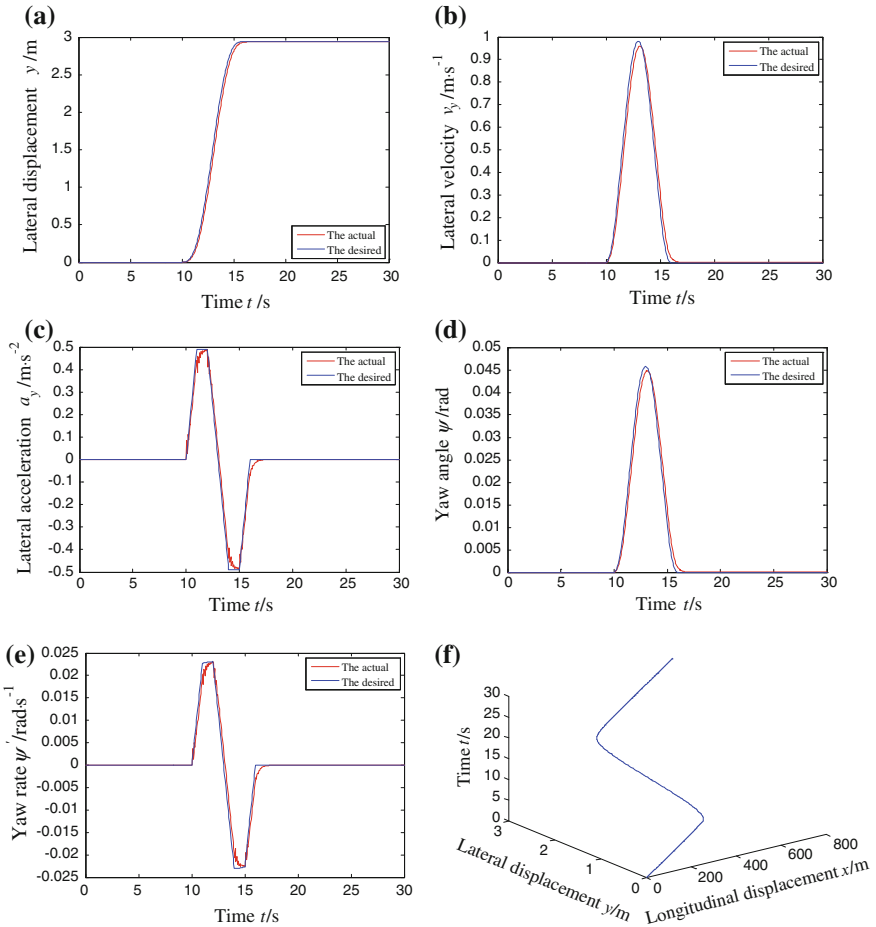 (a)
3
2.5
2
1.5
1
0.5
0
0 5 10 15 20 25 30
Lateral displacement y /m
Time t /s
The actual
The desired
(b)
1
0.9
0.8
0.7
0.6
0.5
0.4
0.3
0.2
0.1
0
0 5 10 15 20 25 30
Lateral velocity vy /m·s-1
Time t /s
The actual
The desired
(c)
0.5
0.4
0.3
0.2
0.1
0
-0.1
-0.2
-0.3
-0.4
-0.5
0 5 10 15 20 25 30
Lateral acceleration ay /m·s-2
Time t/s
The actual
The desired
(d)
0.05
0.045
0.04
0.035
0.03
0.025
0.02
0.015
0.01
0.005
0
0 5 10 15 20 25 30
Yaw angle ψ /rad
Time t/s
The actual
The desired
(e)
0.025
0.02
0.015
0.01
0.005
0
-0.005
-0.01
-0.015
-0.02
-0.025
0 5 10 15 20 25 30
Yaw rate ψ' /rad·s-1
Time t/s
The actual
The desired
(f)
30
25
20
15
10
5
0
Time t/s
3
2
1
0
Lateral displacement y/m
0
200
400
600
800
Longitudinal displacement x/m